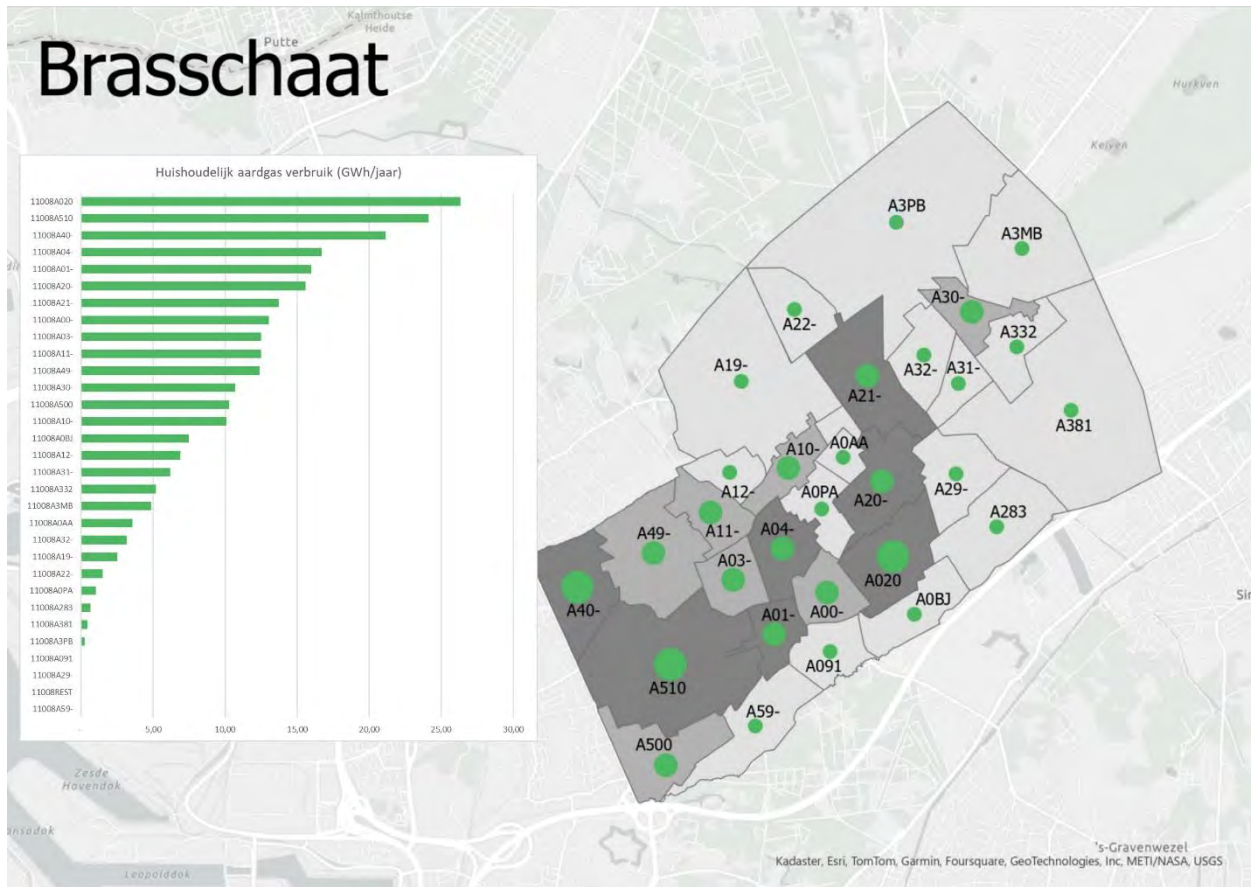 Kalmthoutse
Heide
Putte
Brasschaat
Hurkven
Keiven
Huishoudelijk aardgas verbruik (GWh/jaar)
11008A020
11008A510
11008A40-
11008A04-
11008A01-
11008A20-
11008A21-
11008A00-
11008A03-
11008A11-
11008A49-
11008A30-
11008A500
11008A10-
11008A0BJ
11008A12-
11008A31-
11008A332
11008A3MB
11008A0AA
11008A32-
11008A19-
11008A22-
11008A0PA
11008A283
11008A381
11008A3PB
11008A091
11008A29-
11008REST
11008A59-
- 5,00 10,00 15,00 20,00 25,00 30,00
A3PB
A3MB
A30-
A22-
A332
A32-
A31-
A19-
A21-
A381
A0AA
A10-
A12-
A0PA
A20-
A29-
A283
A11-
A49-
A04-
A03-
A020
A40-
A00-
A0BJ
A01-
A091
A510
A59-
A500
Zesde
Havendok
Leopolddok
's-Gravenwezel
Kadaster, Esri, TomTom, Garmin, Foursquare, GeoTechnologies, Inc, METI/NASA, USGS